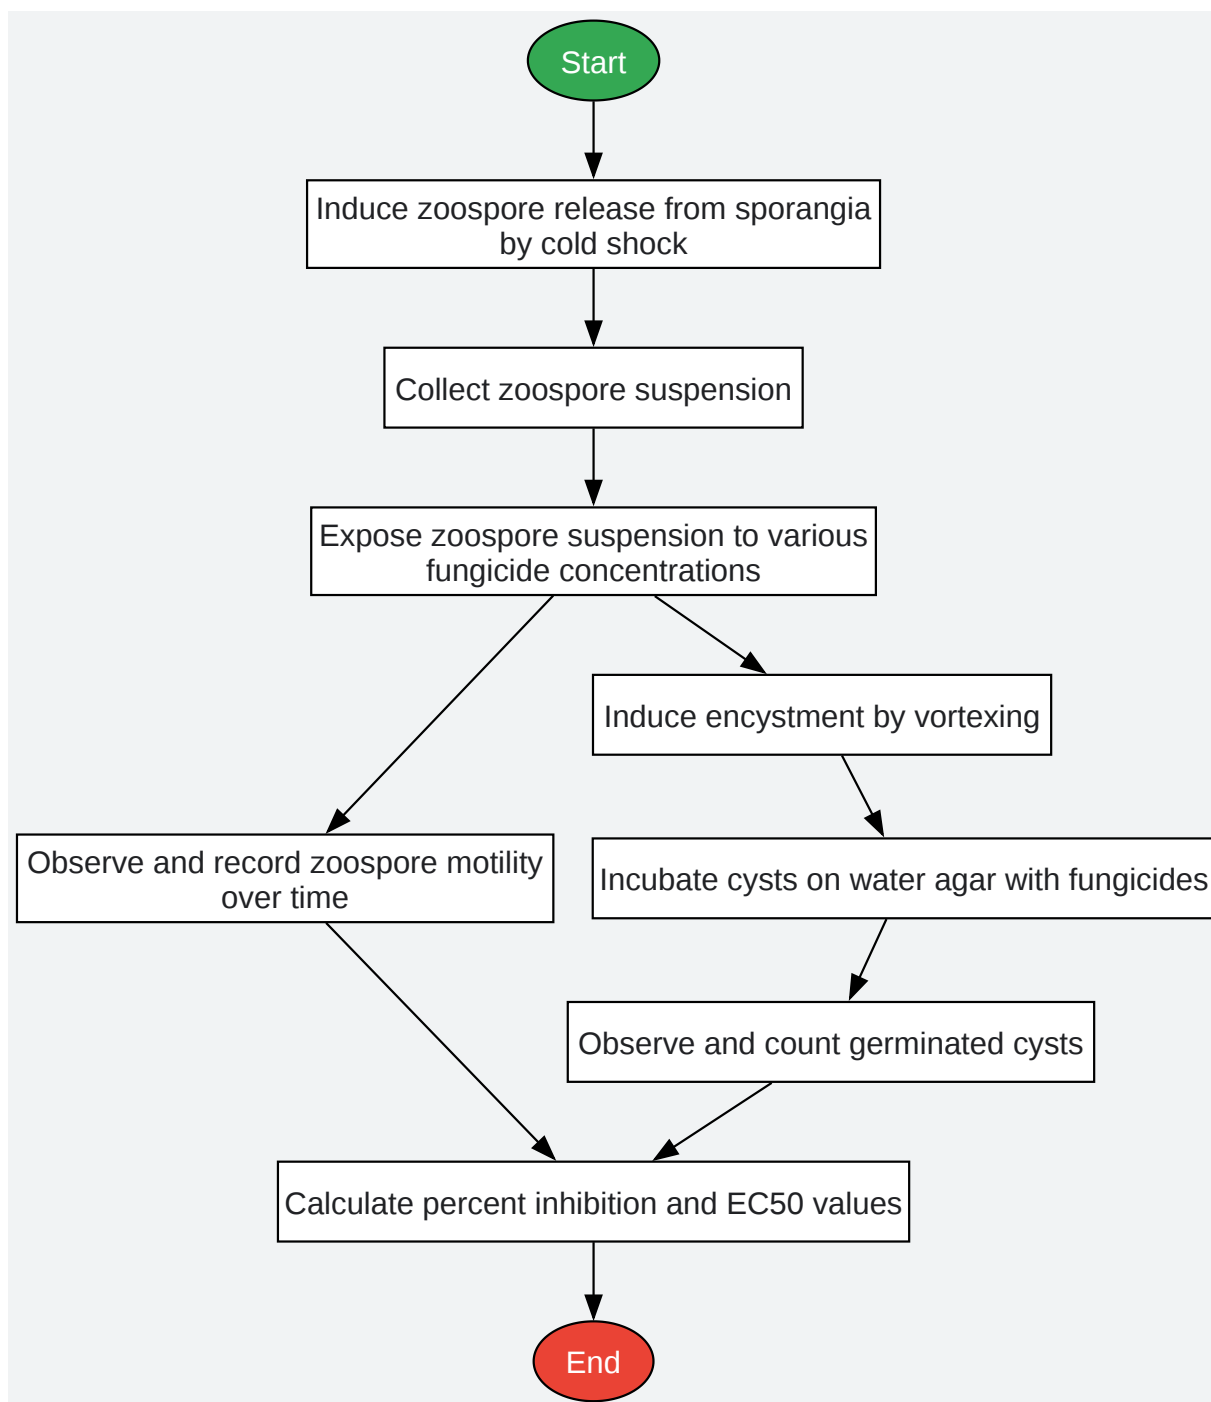 Start
Induce zoospore release from sporangia
by cold shock
Collect zoospore suspension
Expose zoospore suspension to various
fungicide concentrations
Induce encystment by vortexing
Observe and record zoospore motility
over time
Incubate cysts on water agar with fungicides
Observe and count germinated cysts
Calculate percent inhibition and EC50 values
End